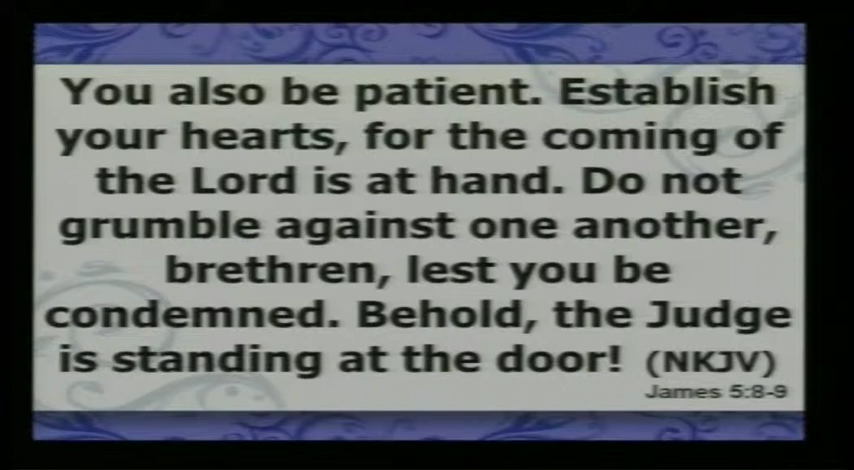 You also be patient. Establish
your hearts, for the coming of
the Lord is at hand. Do not
grumble against one another,
brethren, lest you be
condemned. Behold, the Judge
is standing at the door! (NKJV)
James 5:8-9